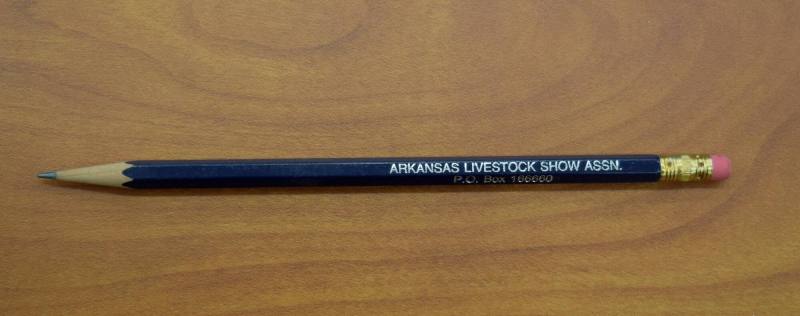 ARKANSAS LIVESTOCK SHOW ASSN.
P.O. Box 166660